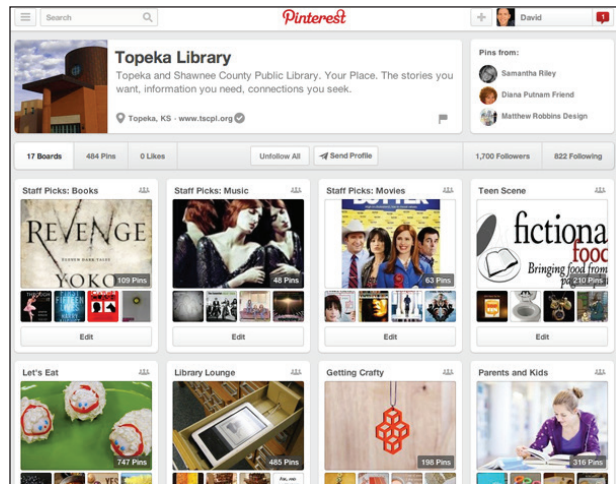 Search
Pinterest
+ David 1
Topeka Library
Topeka and Shawnee County Public Library. Your Place. The stories you
want, information you need, connections you seek.
Topeka, KS · www.tscpl.org
Pins from:
Samantha Riley
Diana Putnam Friend
Matthew Robbins Design
17 Boards 484 Pins 0 Likes Unfollow All Send Profile 1,700 Followers 822 Following
Staff Picks: Books
REVENGE
YOKO
109 Pins
Edit
Staff Picks: Music
48 Pins
Edit
Staff Picks: Movies
BUTTER
63 Pins
Edit
Teen Scene
fictiona
food
Bringing food from
210 Pins
Edit
Let's Eat
747 Pins
Library Lounge
485 Pins
Getting Crafty
198 Pins
Parents and Kids
316 Pins